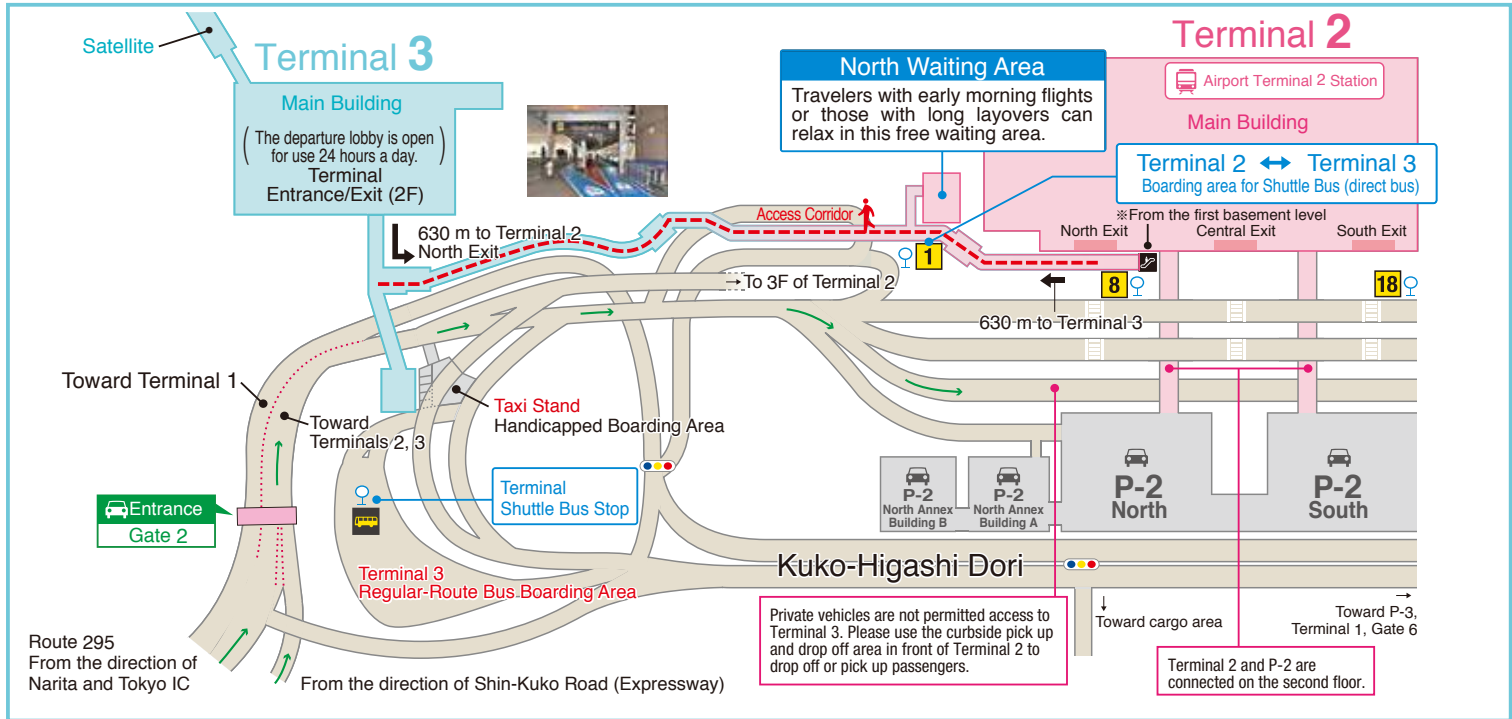 Satellite
Terminal 3
Main Building
(The departure lobby is open
for use 24 hours a day.)
Terminal
Entrance/Exit (2F)
630 m to Terminal 2
North Exit
North Waiting Area
Travelers with early morning flights
or those with long layovers can
relax in this free waiting area.
Terminal 2
Airport Terminal 2 Station
Main Building
Terminal 2 ↔ Terminal 3
Boarding area for Shuttle Bus (direct bus)
※From the first basement level
North Exit
Central Exit
South Exit
Access Corridor
1
8
18
→To 3F of Terminal 2
630 m to Terminal 3
Toward Terminal 1
Toward
Terminals 2, 3
Taxi Stand
Handicapped Boarding Area
Terminal
Shuttle Bus Stop
Entrance
Gate 2
Terminal 3
Regular-Route Bus Boarding Area
P-2
North Annex
Building B
P-2
North Annex
Building A
P-2
North
P-2
South
Kuko-Higashi Dori
Private vehicles are not permitted access to
Terminal 3. Please use the curbside pick up
and drop off area in front of Terminal 2 to
drop off or pick up passengers.
↓
Toward cargo area
→
Toward P-3,
Terminal 1, Gate 6
Terminal 2 and P-2 are
connected on the second floor.
Route 295
From the direction of
Narita and Tokyo IC
From the direction of Shin-Kuko Road (Expressway)